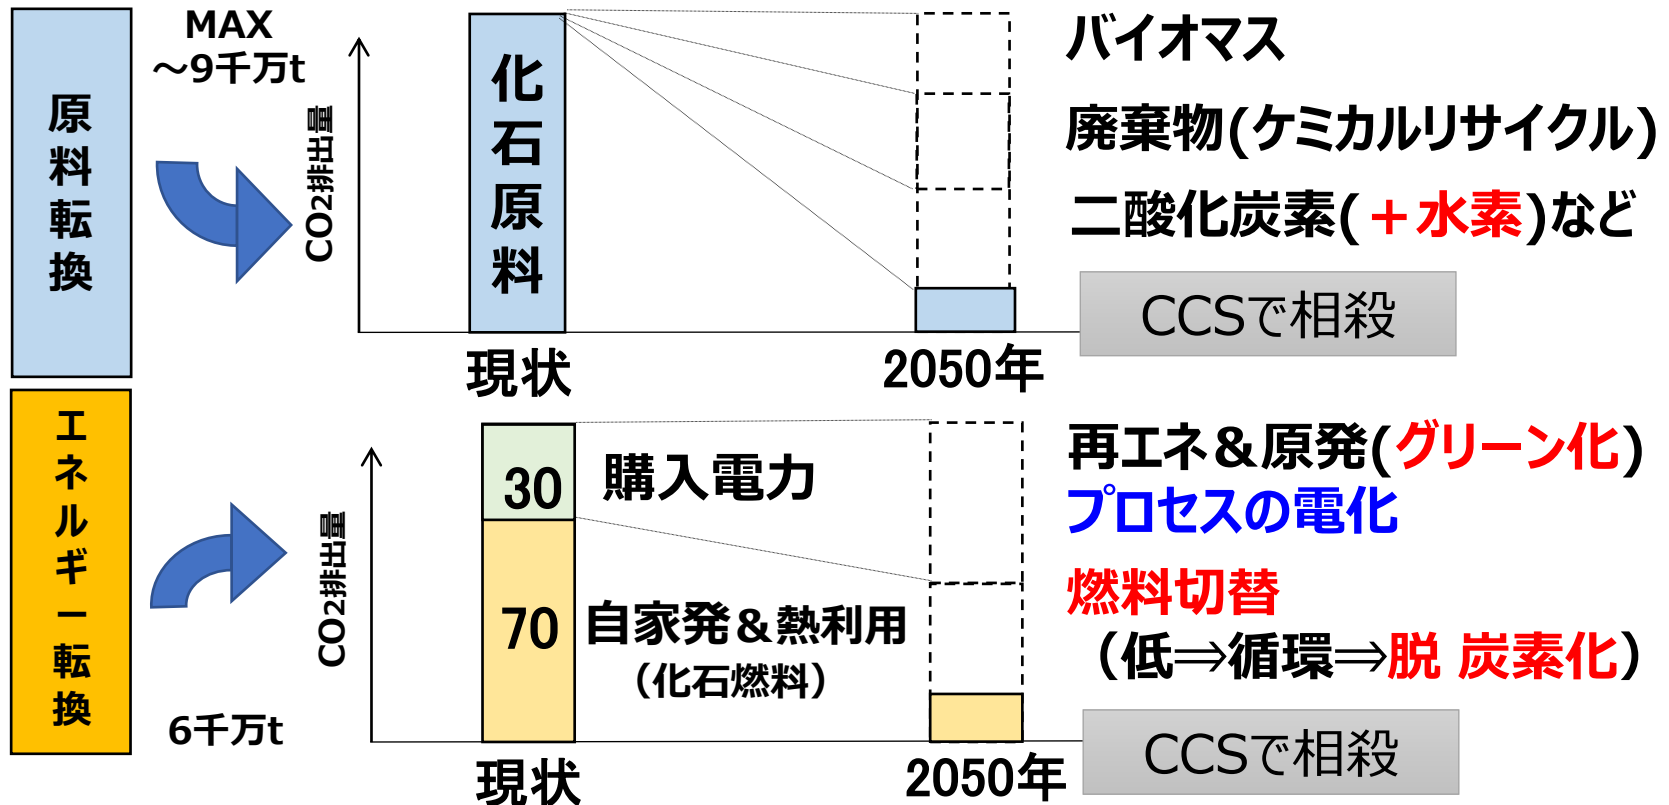 原料転換
MAX
～9千万t
CO2排出量
化石原料
現状
2050年
バイオマス
廃棄物(ケミカルリサイクル)
二酸化炭素(＋水素)など
CCSで相殺
エネルギー転換
6千万t
CO2排出量
30
購入電力
70
自家発＆熱利用
（化石燃料）
現状
2050年
再エネ＆原発(グリーン化)
プロセスの電化
燃料切替
（低⇒循環⇒脱 炭素化）
CCSで相殺